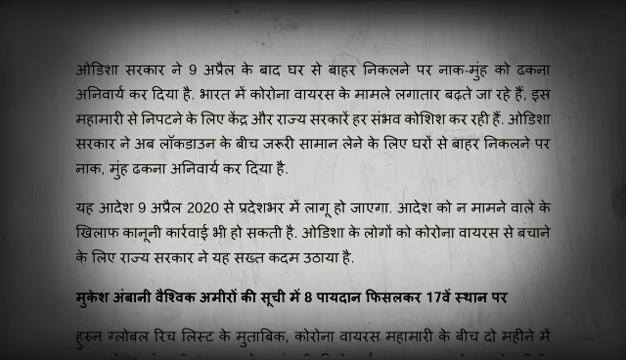 ओडिशा सरकार ने 9 अप्रैल के बाद घर से बाहर निकलने पर नाक-मुंह को ढकना
अनिवार्य कर दिया है. भारत में कोरोना वायरस के मामले लगातार बढ़ते जा रहे हैं, इस
महामारी से निपटने के लिए केंद्र और राज्य सरकारें हर संभव कोशिश कर रही हैं. ओडिशा
सरकार ने अब लॉकडाउन के बीच जरूरी सामान लेने के लिए घरों से बाहर निकलने पर
नाक, मुंह ढकना अनिवार्य कर दिया है.
यह आदेश 9 अप्रैल 2020 से प्रदेशभर में लागू हो जाएगा. आदेश को न मामने वाले के
खिलाफ कानूनी कार्रवाई भी हो सकती है. ओडिशा के लोगों को कोरोना वायरस से बचाने
के लिए राज्य सरकार ने यह सख्त कदम उठाया है.
मुकेश अंबानी वैश्विक अमीरों की सूची में 8 पायदान फिसलकर 17वें स्थान पर
हुरुन ग्लोबल रिच लिस्ट के मुताबिक, कोरोना वायरस महामारी के बीच दो महीने में